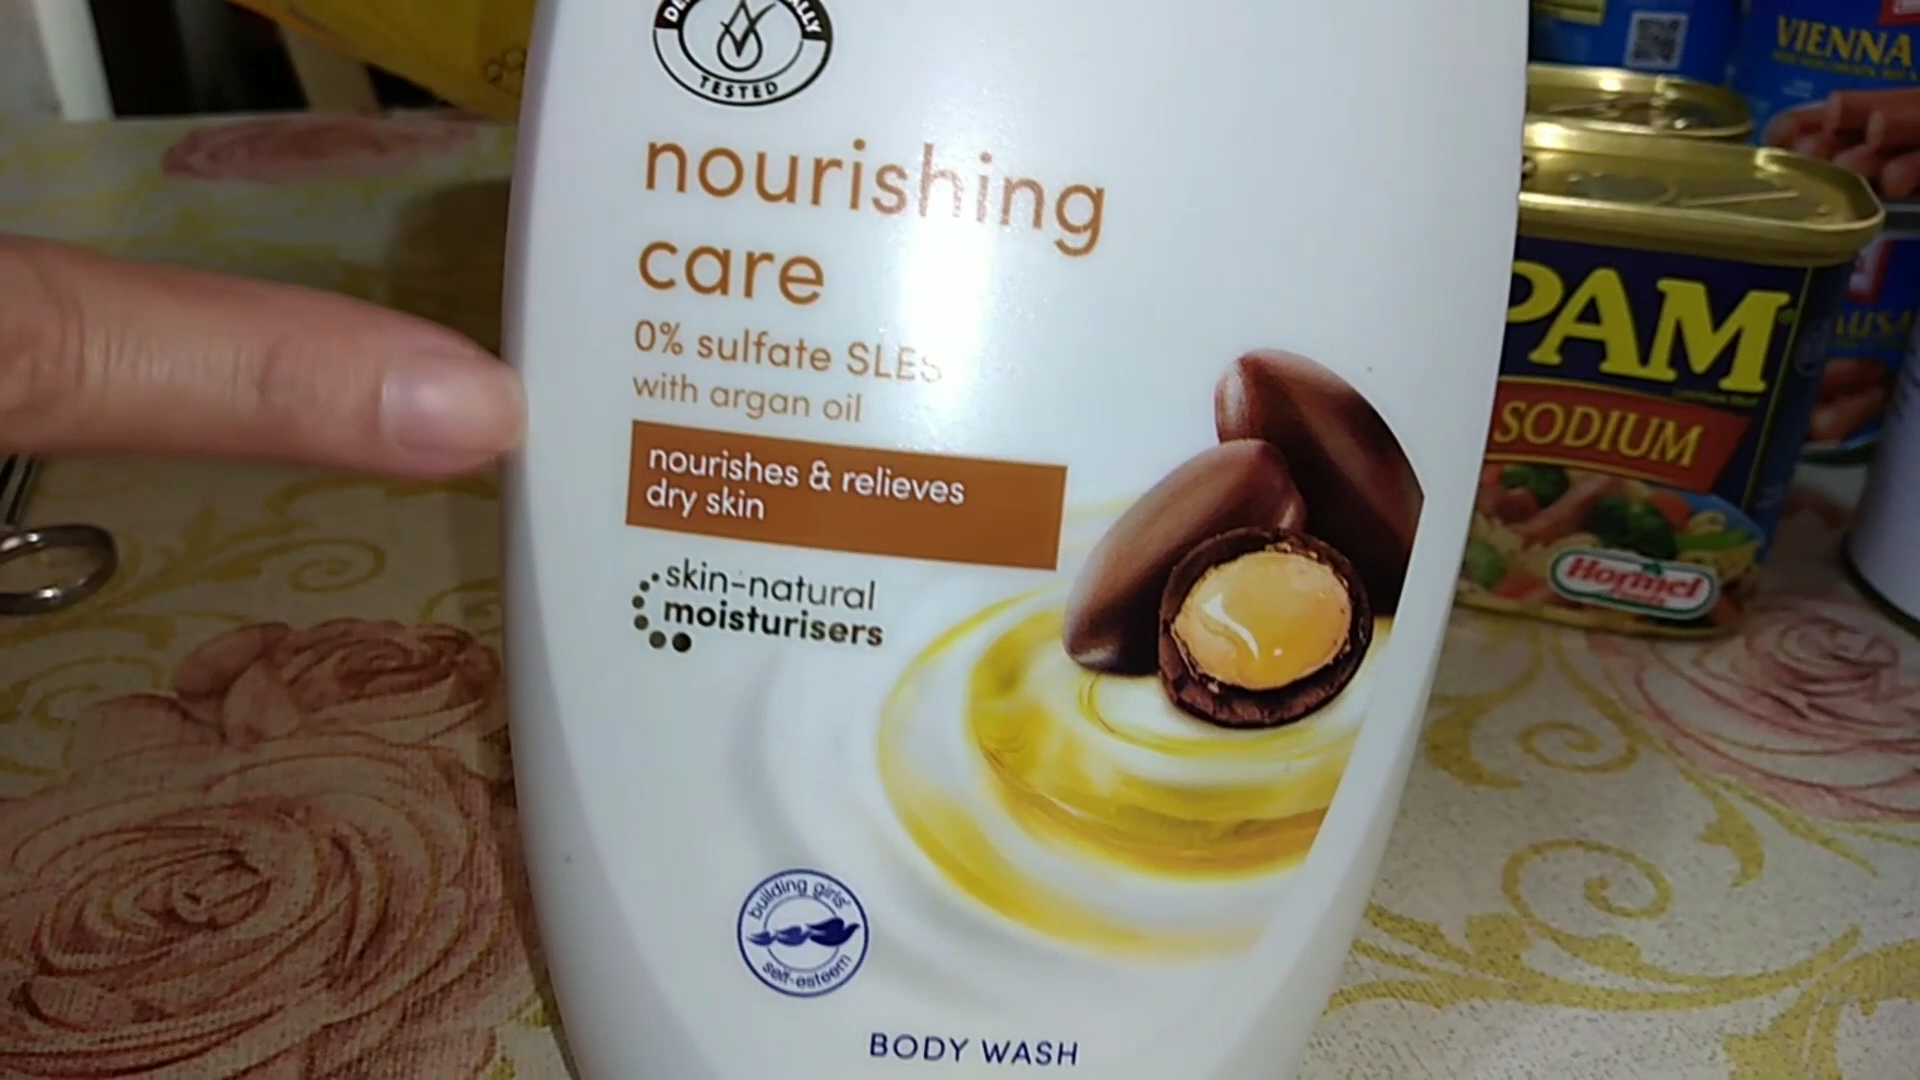 TESTED
nourishing
care
0% sulfate SLES
with argan oil
nourishes & relieves
dry skin
skin-natural
moisturisers
building girls'
self-esteem
BODY WASH
VIENNA
PAM
SODIUM
Hormel